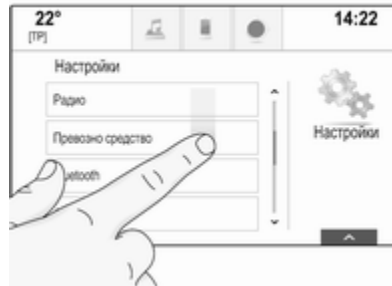 22°
14:22
[TP]
Настройки
Радио
Превозно средство
Настройки